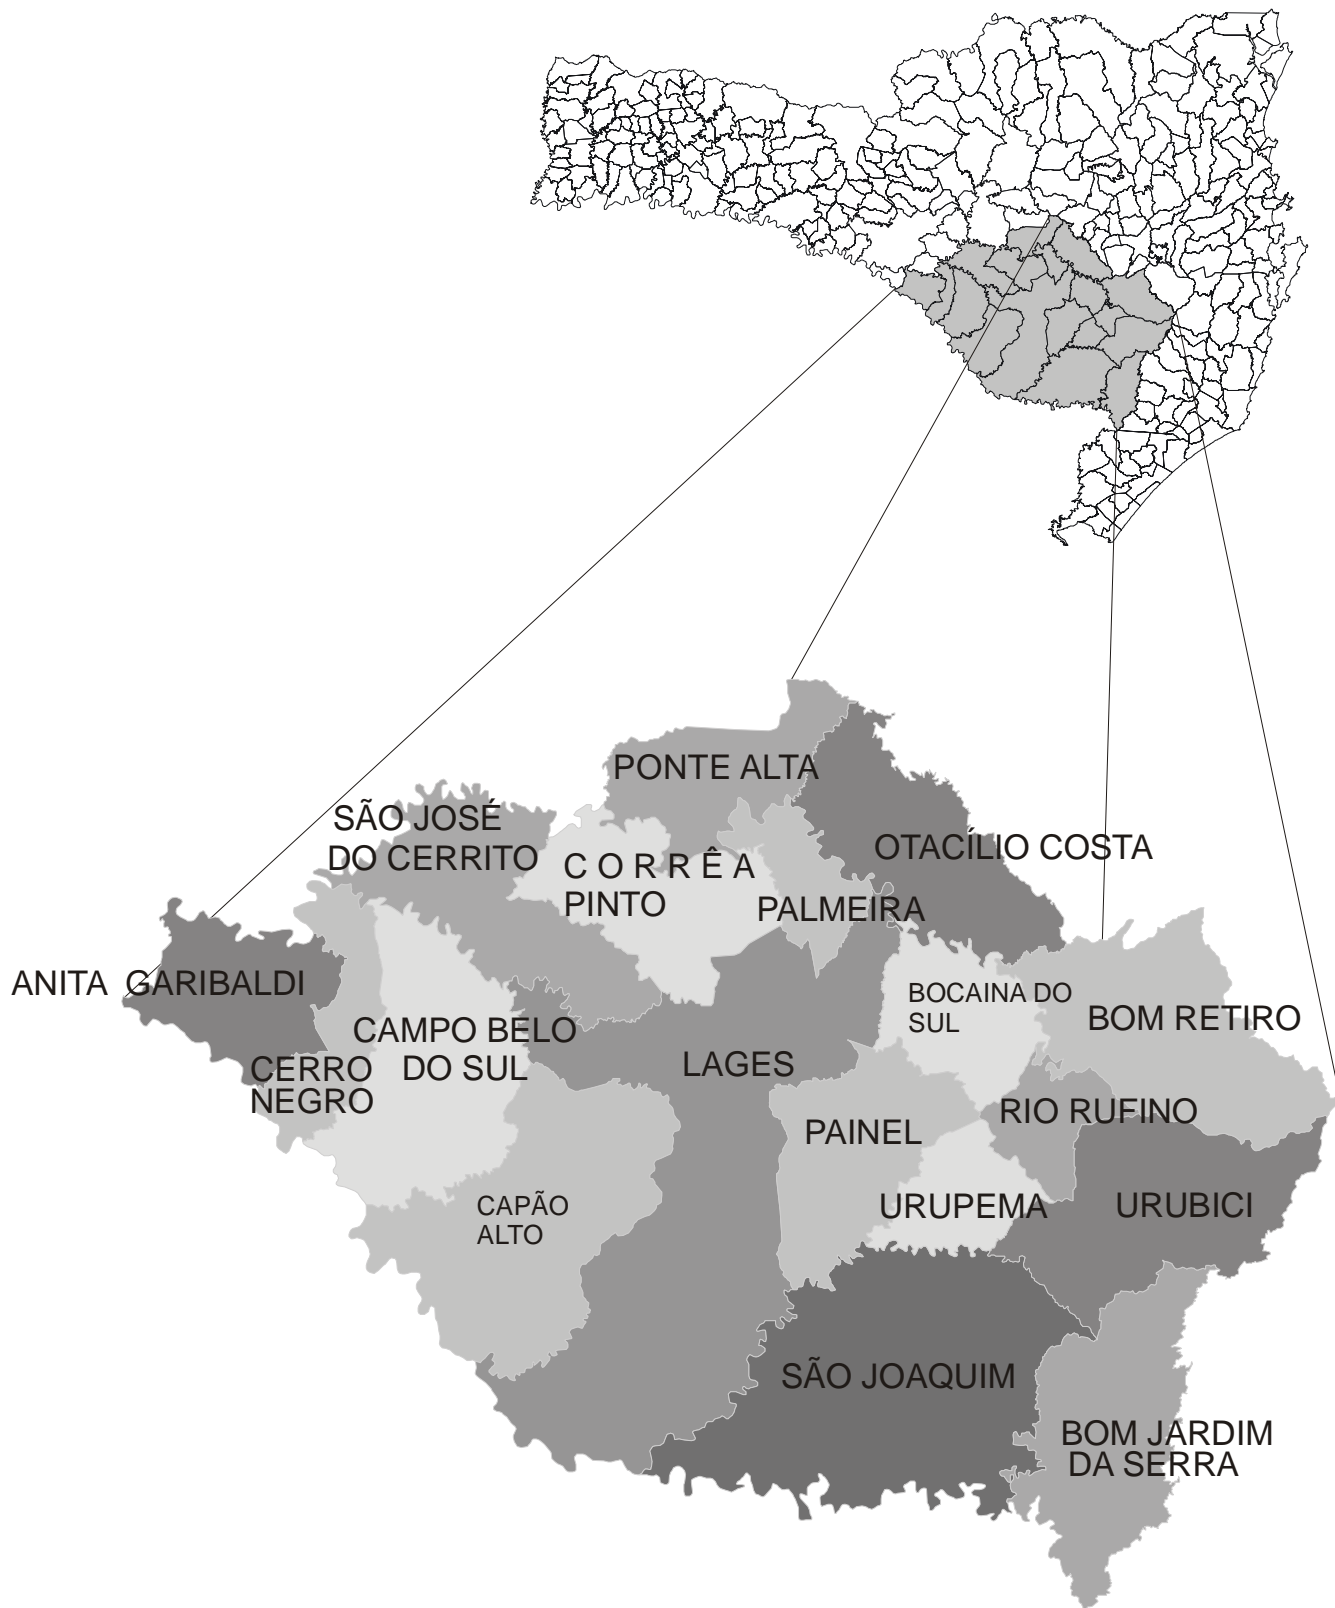 PONTE ALTA
SÃO JOSÉ
DO CERRITO
OTACÍLIO COSTA
C O R R Ê A
PINTO
PALMEIRA
ANITA GARIBALDI
BOCAINA DO
SUL
BOM RETIRO
CAMPO BELO
DO SUL
LAGES
CERRO
NEGRO
RIO RUFINO
PAINEL
CAPÃO
ALTO
URUPEMA
URUBICI
SÃO JOAQUIM
BOM JARDIM
DA SERRA